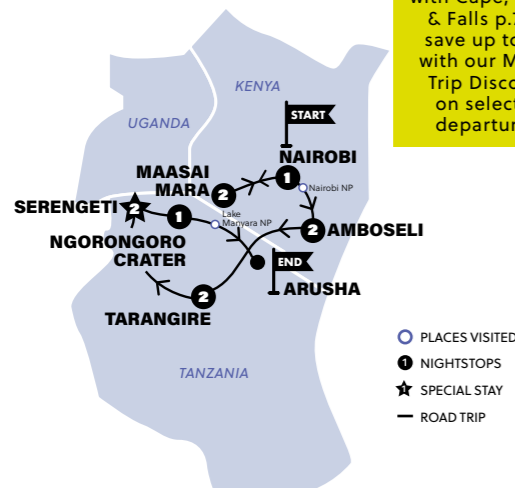 & Falls p.
save up to
with our M
Trip Disco
on select
departur
KENYA
UGANDA
START
NAIROBI
1
Nairobi NP
MAASAI
MARA
2
SERENGETI
2
1
Lake
Manyara NP
2
AMBOSELI
NGORONGORO
CRATER
END
ARUSHA
2
TARANGIRE
TANZANIA
PLACES VISITED
1 NIGHTSTOPS
1 SPECIAL STAY
ROAD TRIP